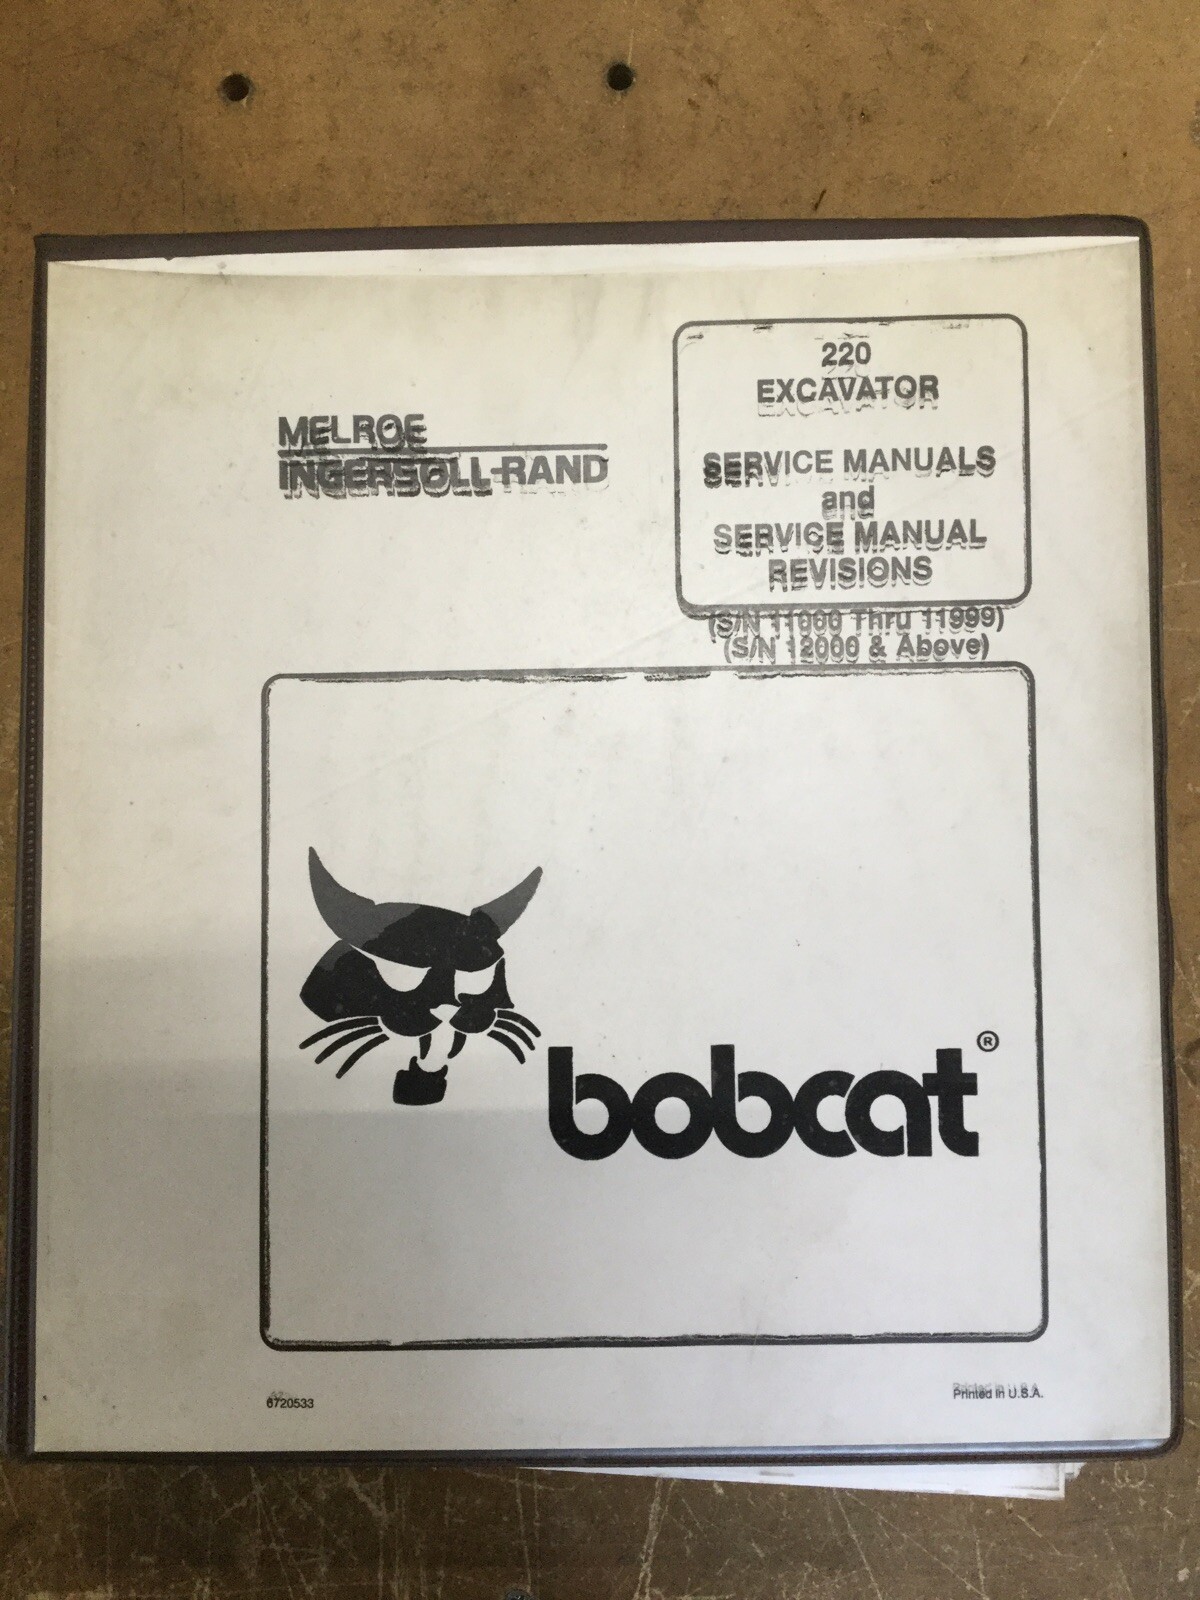 MELROE
INGERSOLL-RAND
220
EXCAVATOR
SERVICE MANUALS
and
SERVICE MANUAL
REVISIONS
(S/N 11000 Thru 11999)
(S/N 12000 & Above)
bobcat®
6720533
Printed in U.S.A.